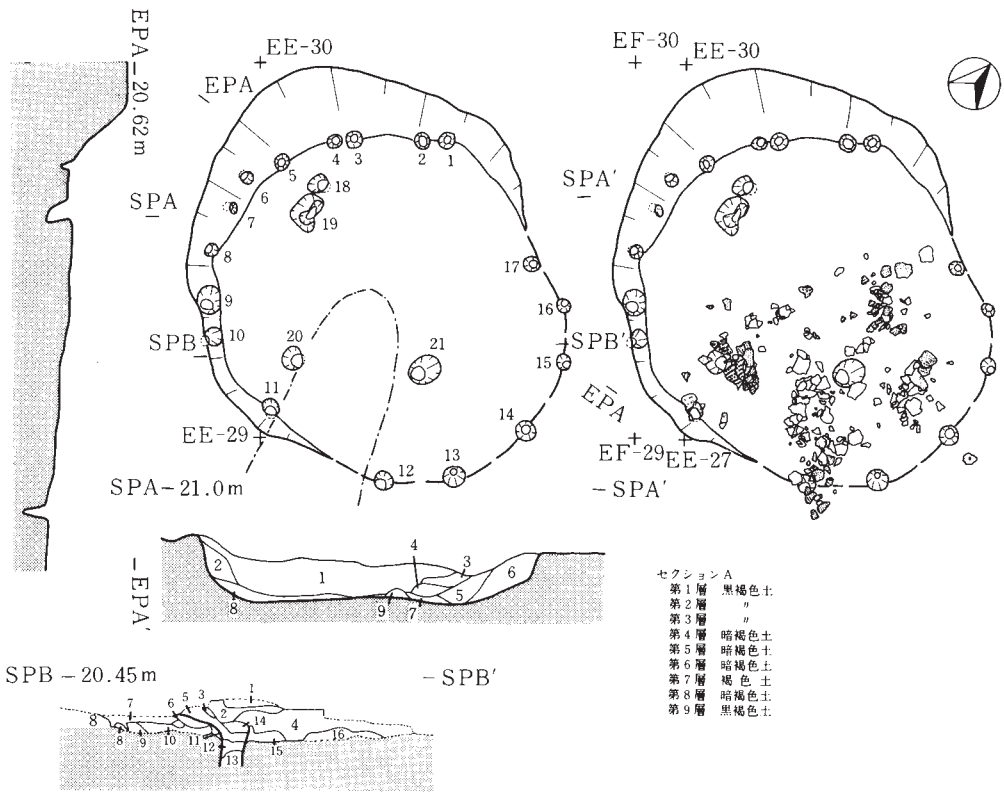 EPA－20.62m
EE-30
EPA
SPA
4 3 2 1
5
6
7
18
19
8
17
9
16
10
SPB
20
21
15
11
14
EE-29
13
12
EF-30 EE-30
SPA′
SPB′
EPA
EF-29 EE-27
－SPA′
SPA－21.0m
－EPA′
2
1
4
3
6
8
9
7
5
SPB－20.45m
－SPB′
8
7
6
5
3
2
1
14
4
8
9
10
11
12
13
15
16
セクションA
第1層 黒褐色土
第2層 〃
第3層 〃
第4層 暗褐色土
第5層 暗褐色土
第6層 暗褐色土
第7層 褐色土
第8層 暗褐色土
第9層 黒褐色土